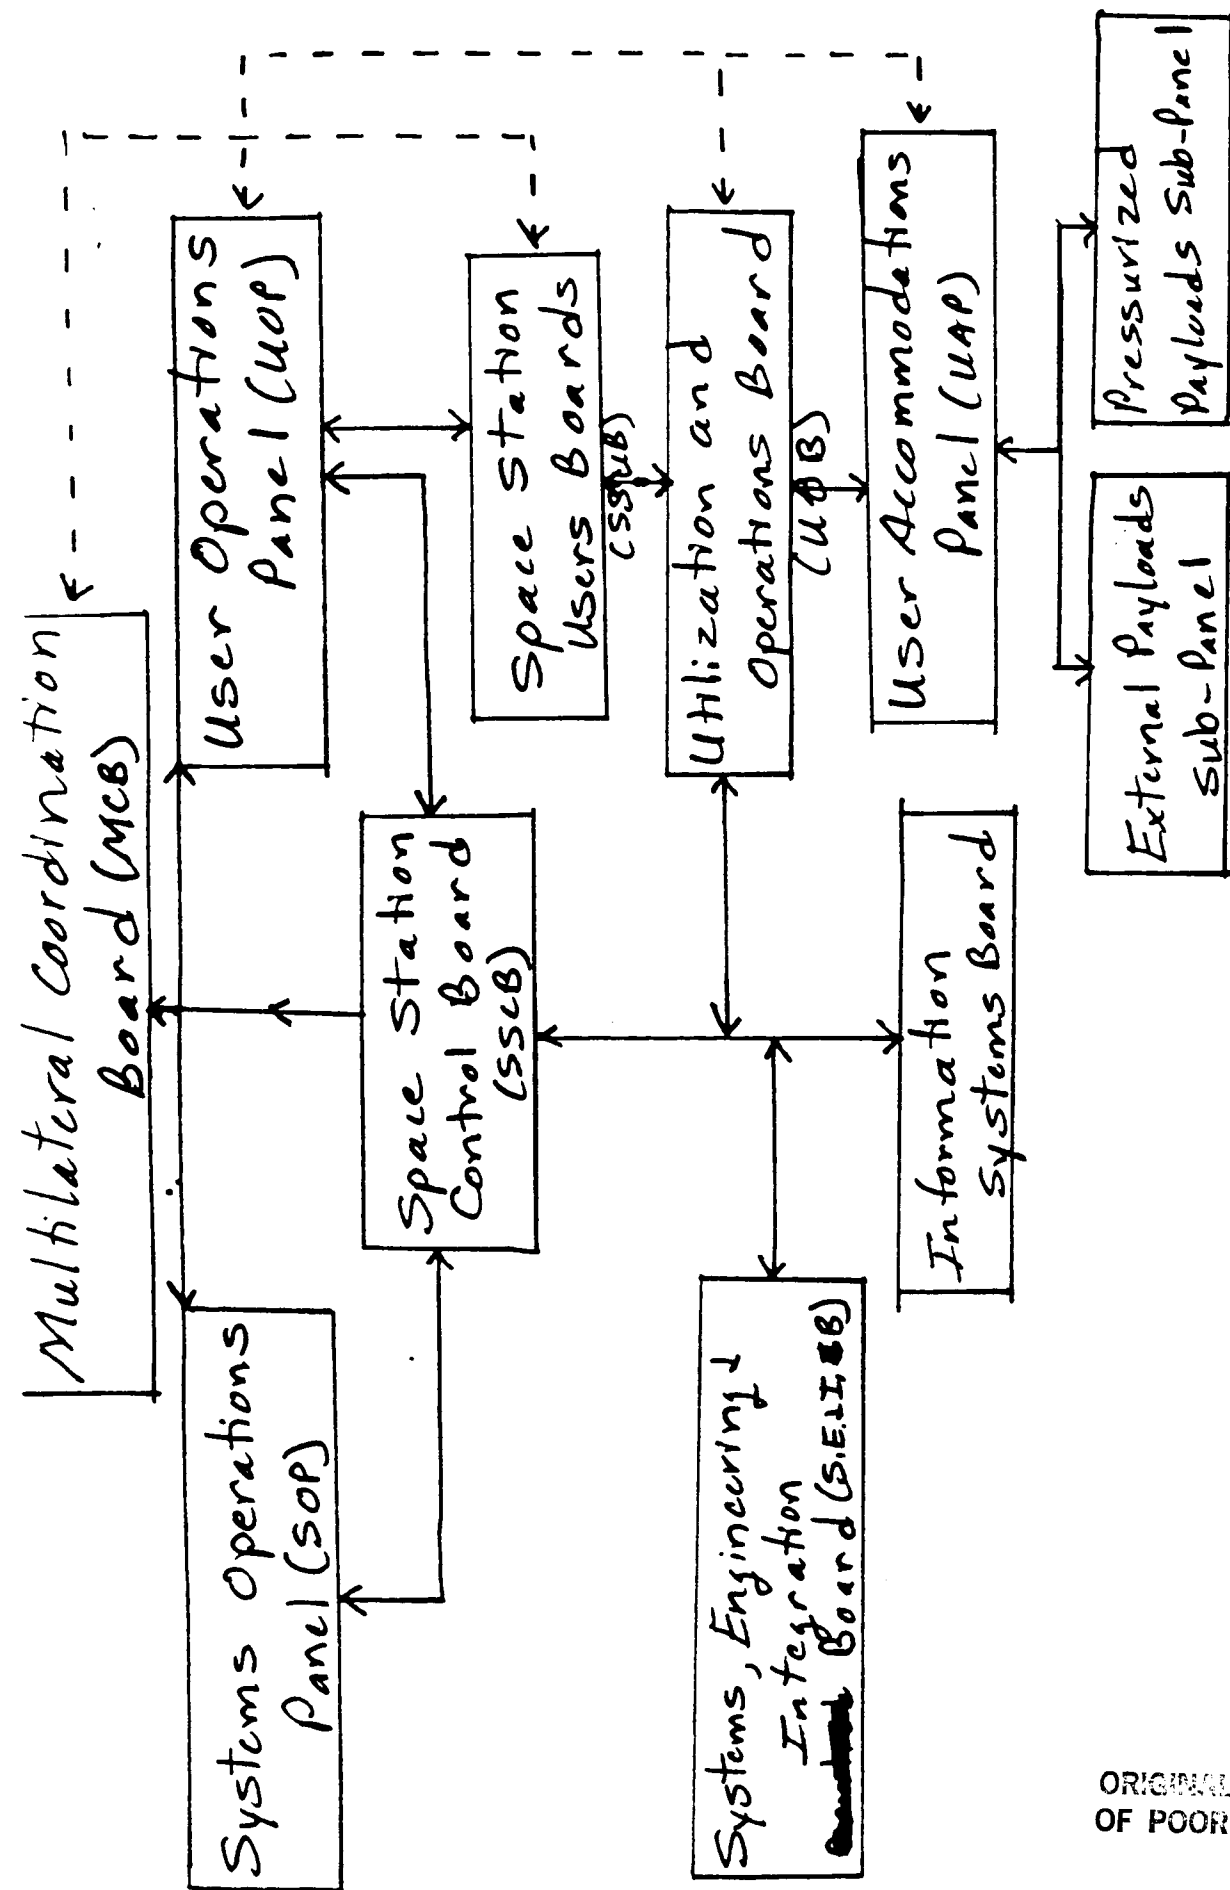 Multilateral Coordination
Board (MCB)
Systems Operations
Panel (SOP)
User Operations
Panel (UOP)
Space Station
Control Board
(SSCB)
Space Station
Users Boards
(SSUB)
Systems, Engineering &
Integration
Board (S.E.&I.B)
Utilization and
Operations Board
(UOB)
Information
Systems Board
User Accommodations
Panel (UAP)
External Payloads
Sub-Panel
Pressurized
Payloads Sub-Panel
ORIGINAL
OF POOR